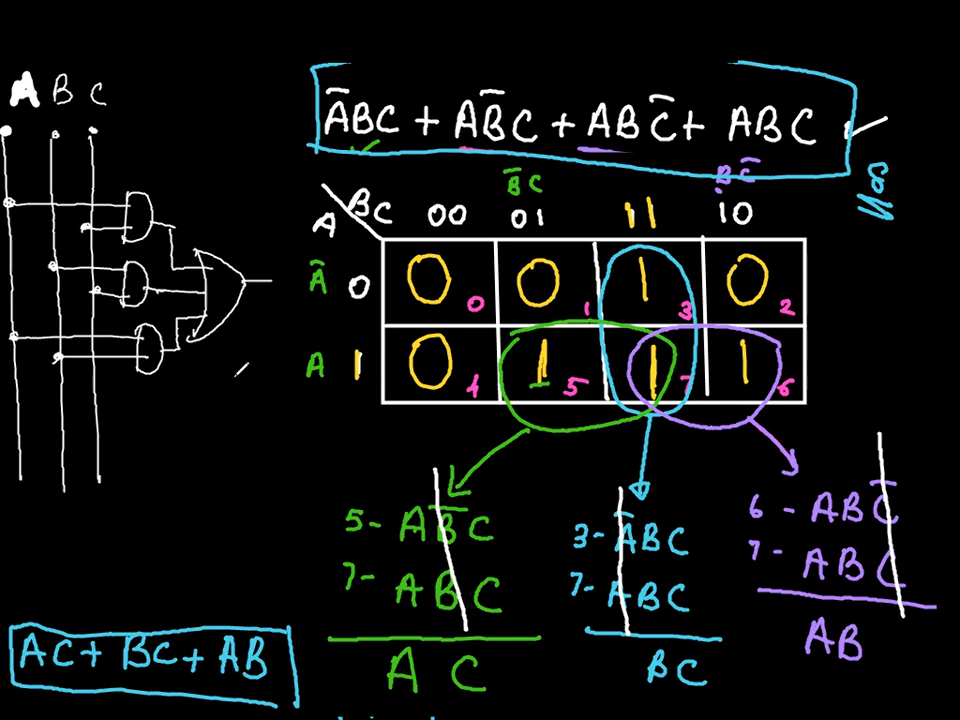 A B C
A̅BC + AB̅C + ABC̅ + ABC
B̅C
BC̅
A BC 00 01 11 10
A̅ 0 0 0 0 1 1 3 0 2
A 1 0 4 1 5 1 7 1 6
5 - AB̅C
7 - ABC
AC
3 - A̅BC
7 - ABC
BC
6 - ABC̅
7 - ABC
AB
AC + BC + AB